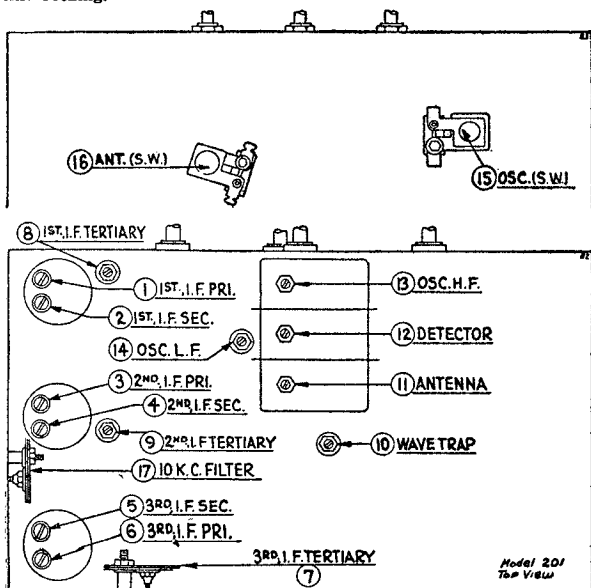 16 ANT. (S.W.)
15 OSC. (S.W.)
8 1ST. I.F. TERTIARY
1 1ST. I.F. PRI.
2 1ST. I.F. SEC.
13 OSC. H.F.
12 DETECTOR
14 OSC. L.F.
11 ANTENNA
3 2ND. I.F. PRI.
4 2ND. I.F. SEC.
9 2ND. I.F TERTIARY
10 WAVE TRAP
17 10 K.C. FILTER
5 3RD. I.F. SEC.
6 3RD. I.F. PRI.
3RD. I.F. TERTIARY
7
Model 201
Top View